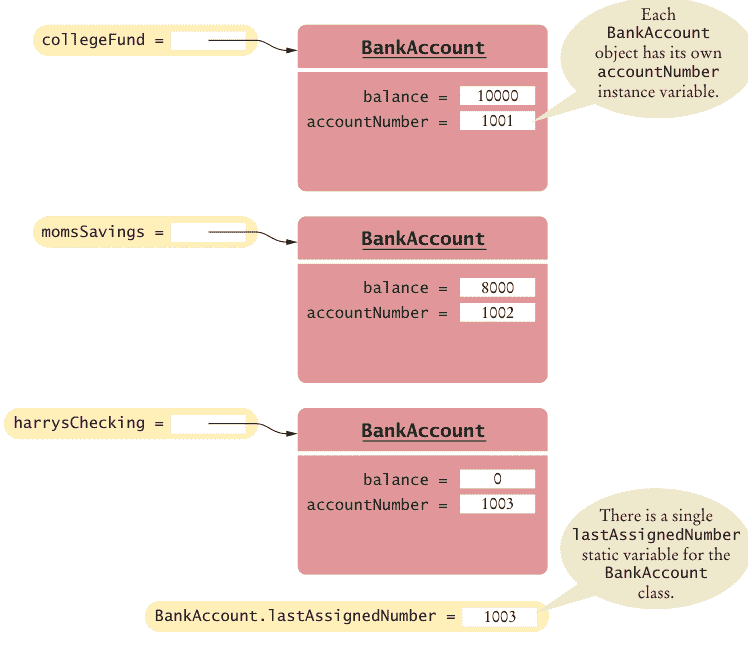 collegeFund =
BankAccount
balance = 10000
accountNumber = 1001
Each
BankAccount
object has its own
accountNumber
instance variable.
momsSavings =
BankAccount
balance = 8000
accountNumber = 1002
harrysChecking =
BankAccount
balance = 0
accountNumber = 1003
There is a single
lastAssignedNumber
static variable for the
BankAccount
class.
BankAccount.lastAssignedNumber = 1003